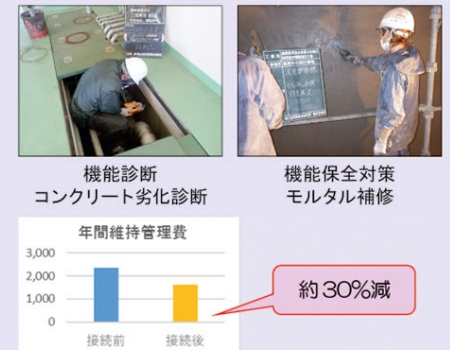 機能診断
コンクリート劣化診断
機能保全対策
モルタル補修
年間維持管理費
3,000
2,000
1,000
0
接続前
接続後
約30%減